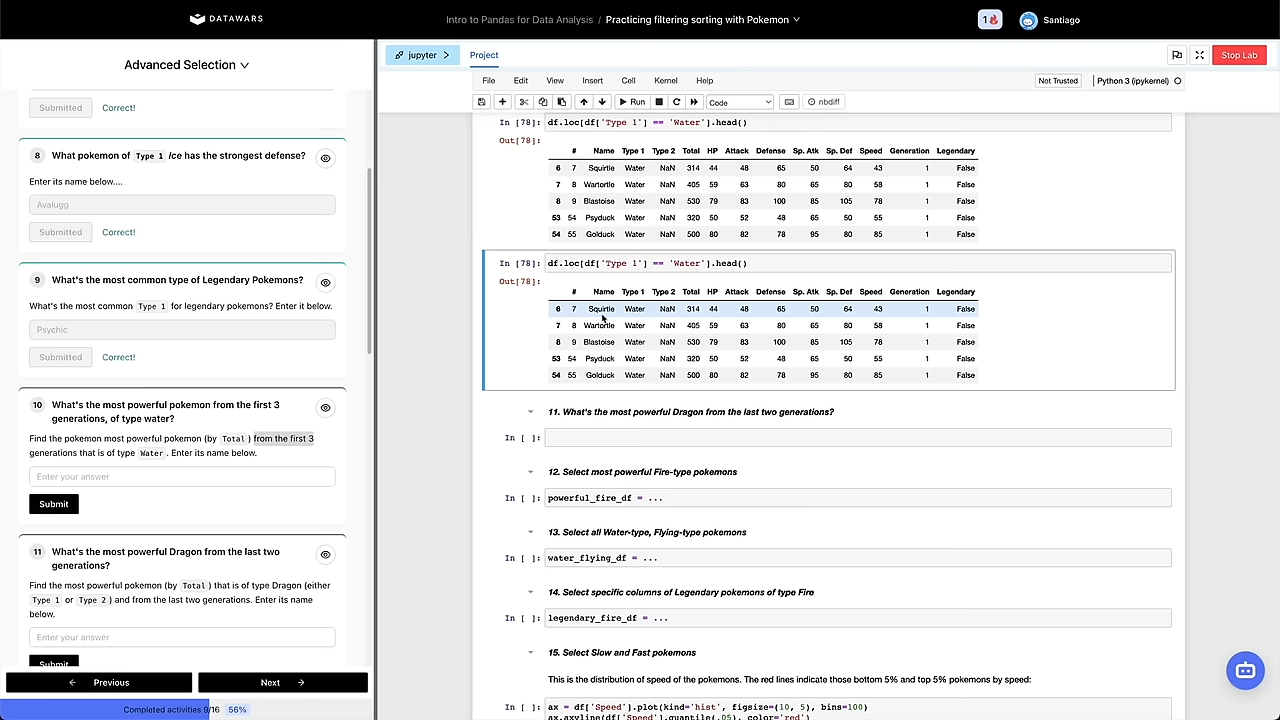 DATAWARS
Intro to Pandas for Data Analysis / Practicing filtering sorting with Pokemon
1
Santiago
Advanced Selection
Submitted Correct!
8 What pokemon of Type 1 Ice has the strongest defense?
Enter its name below....
Avalugg
Submitted Correct!
9 What's the most common type of Legendary Pokemons?
What's the most common Type 1 for legendary pokemons? Enter it below.
Psychic
Submitted Correct!
10 What's the most powerful pokemon from the first 3
generations, of type water?
Find the pokemon most powerful pokemon (by Total ) from the first 3
generations that is of type Water . Enter its name below.
Enter your answer
Submit
11 What's the most powerful Dragon from the last two
generations?
Find the most powerful pokemon (by Total ) that is of type Dragon (either
Type 1 or Type 2 ) and from the last two generations. Enter its name
below.
Enter your answer
Submit
← Previous Next →
Completed activities 9/16 56%
jupyter > Project Stop Lab
File Edit View Insert Cell Kernel Help Not Trusted Python 3 (ipykernel)
Run Code nbdiff
In [78]: df.loc[df['Type 1'] == 'Water'].head()
Out[78]:
# Name Type 1 Type 2 Total HP Attack Defense Sp. Atk Sp. Def Speed Generation Legendary
6 7 Squirtle Water NaN 314 44 48 65 50 64 43 1 False
7 8 Wartortle Water NaN 405 59 63 80 65 80 58 1 False
8 9 Blastoise Water NaN 530 79 83 100 85 105 78 1 False
53 54 Psyduck Water NaN 320 50 52 48 65 50 55 1 False
54 55 Golduck Water NaN 500 80 82 78 95 80 85 1 False
In [78]: df.loc[df['Type 1'] == 'Water'].head()
Out[78]:
# Name Type 1 Type 2 Total HP Attack Defense Sp. Atk Sp. Def Speed Generation Legendary
6 7 Squirtle Water NaN 314 44 48 65 50 64 43 1 False
7 8 Wartortle Water NaN 405 59 63 80 65 80 58 1 False
8 9 Blastoise Water NaN 530 79 83 100 85 105 78 1 False
53 54 Psyduck Water NaN 320 50 52 48 65 50 55 1 False
54 55 Golduck Water NaN 500 80 82 78 95 80 85 1 False
11. What's the most powerful Dragon from the last two generations?
In [ ]:
12. Select most powerful Fire-type pokemons
In [ ]: powerful_fire_df = ...
13. Select all Water-type, Flying-type pokemons
In [ ]: water_flying_df = ...
14. Select specific columns of Legendary pokemons of type Fire
In [ ]: legendary_fire_df = ...
15. Select Slow and Fast pokemons
This is the distribution of speed of the pokemons. The red lines indicate those bottom 5% and top 5% pokemons by speed:
In [ ]: ax = df['Speed'].plot(kind='hist', figsize=(10, 5), bins=100)
ax.axvline(df['Speed'].quantile(.05), color='red')